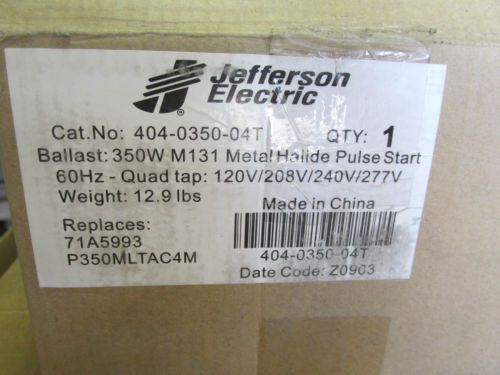 Jefferson
Electric
®
Cat.No: 404-0350-04T QTY: 1
Ballast: 350W M131 Metal Halide Pulse Start
60Hz - Quad tap: 120V/208V/240V/277V
Weight: 12.9 lbs Made in China
Replaces:
71A5993
P350MLTAC4M 404-0350-04T
Date Code: Z0903